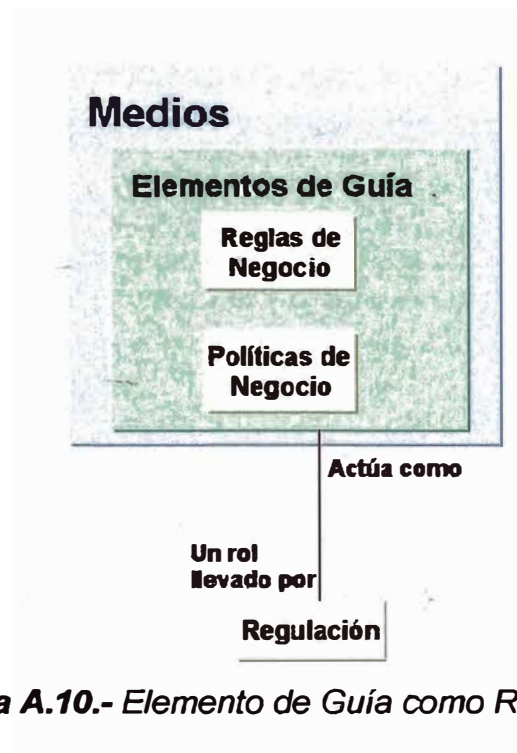 Medios
Elementos de Guía
Reglas de
Negocio
Políticas de
Negocio
Actúa como
Un rol
llevado por
Regulación
a A.10.- Elemento de Guía como R